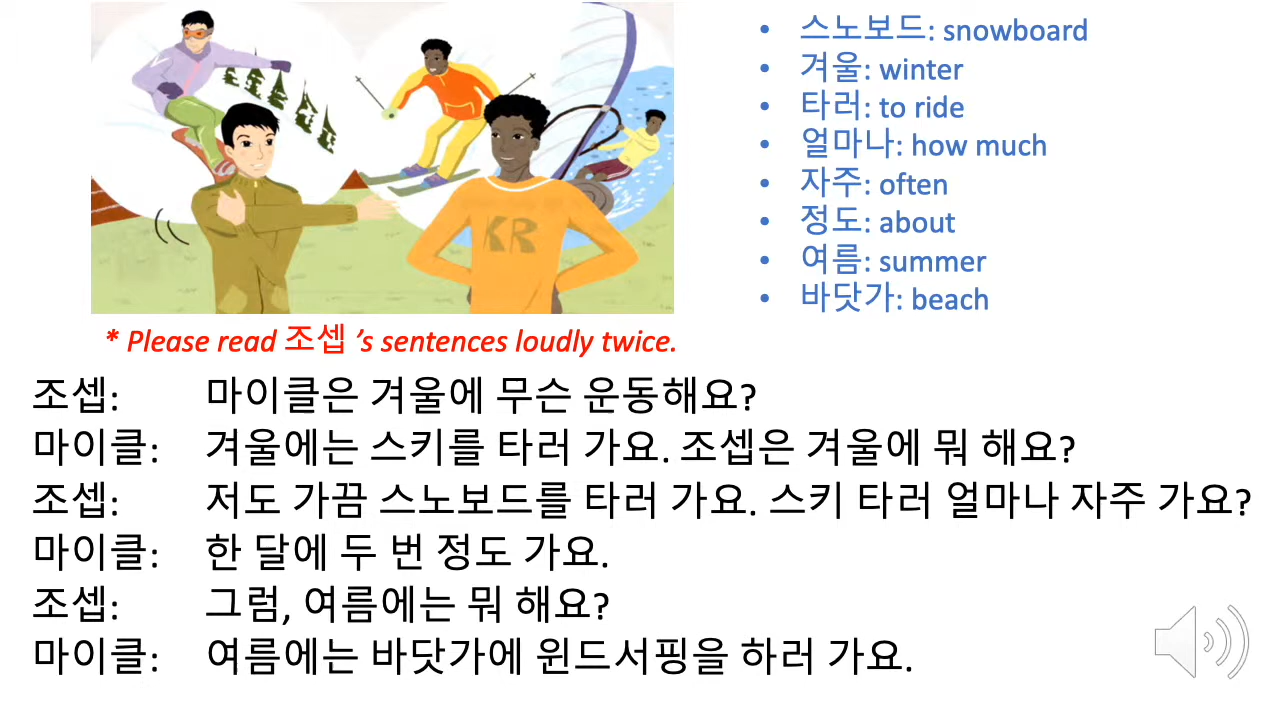 KR
• 스노보드: snowboard
• 겨울: winter
• 타러: to ride
• 얼마나: how much
• 자주: often
• 정도: about
• 여름: summer
• 바닷가: beach
* Please read 조셉 ’s sentences loudly twice.
조셉: 마이클은 겨울에 무슨 운동해요?
마이클: 겨울에는 스키를 타러 가요. 조셉은 겨울에 뭐 해요?
조셉: 저도 가끔 스노보드를 타러 가요. 스키 타러 얼마나 자주 가요?
마이클: 한 달에 두 번 정도 가요.
조셉: 그럼, 여름에는 뭐 해요?
마이클: 여름에는 바닷가에 윈드서핑을 하러 가요.